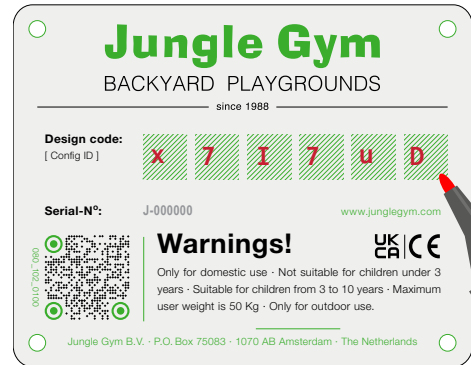 Jungle Gym
BACKYARD PLAYGROUNDS
since 1988
Design code:
[ Config ID ]
x 7 I 7 u D
Serial-Nº: J-000000
www.junglegym.com
080_102_0100
Warnings!
UK CA CE
Only for domestic use · Not suitable for children under 3
years · Suitable for children from 3 to 10 years · Maximum
user weight is 50 Kg · Only for outdoor use.
Jungle Gym B.V. · P.O. Box 75083 · 1070 AB Amsterdam · The Netherlands